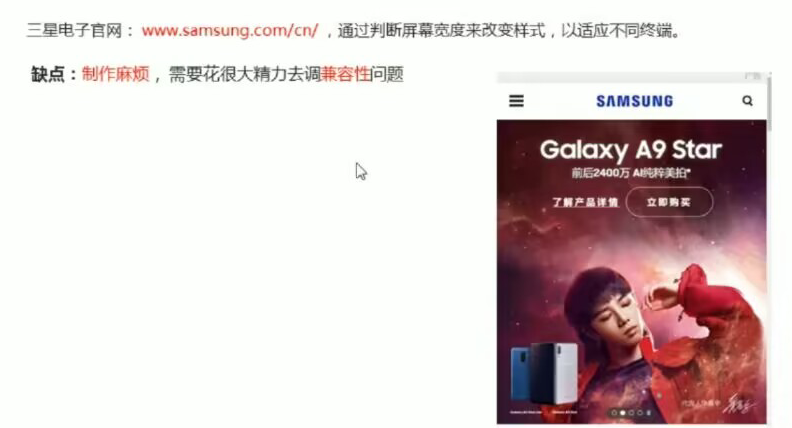 三星电子官网： www.samsung.com/cn/ ，通过判断屏幕宽度来改变样式，以适应不同终端。
缺点：制作麻烦， 需要花很大精力去调兼容性问题
SAMSUNG
Galaxy A9 Star
前后2400万 AI纯粹美拍*
了解产品详情 立即购买